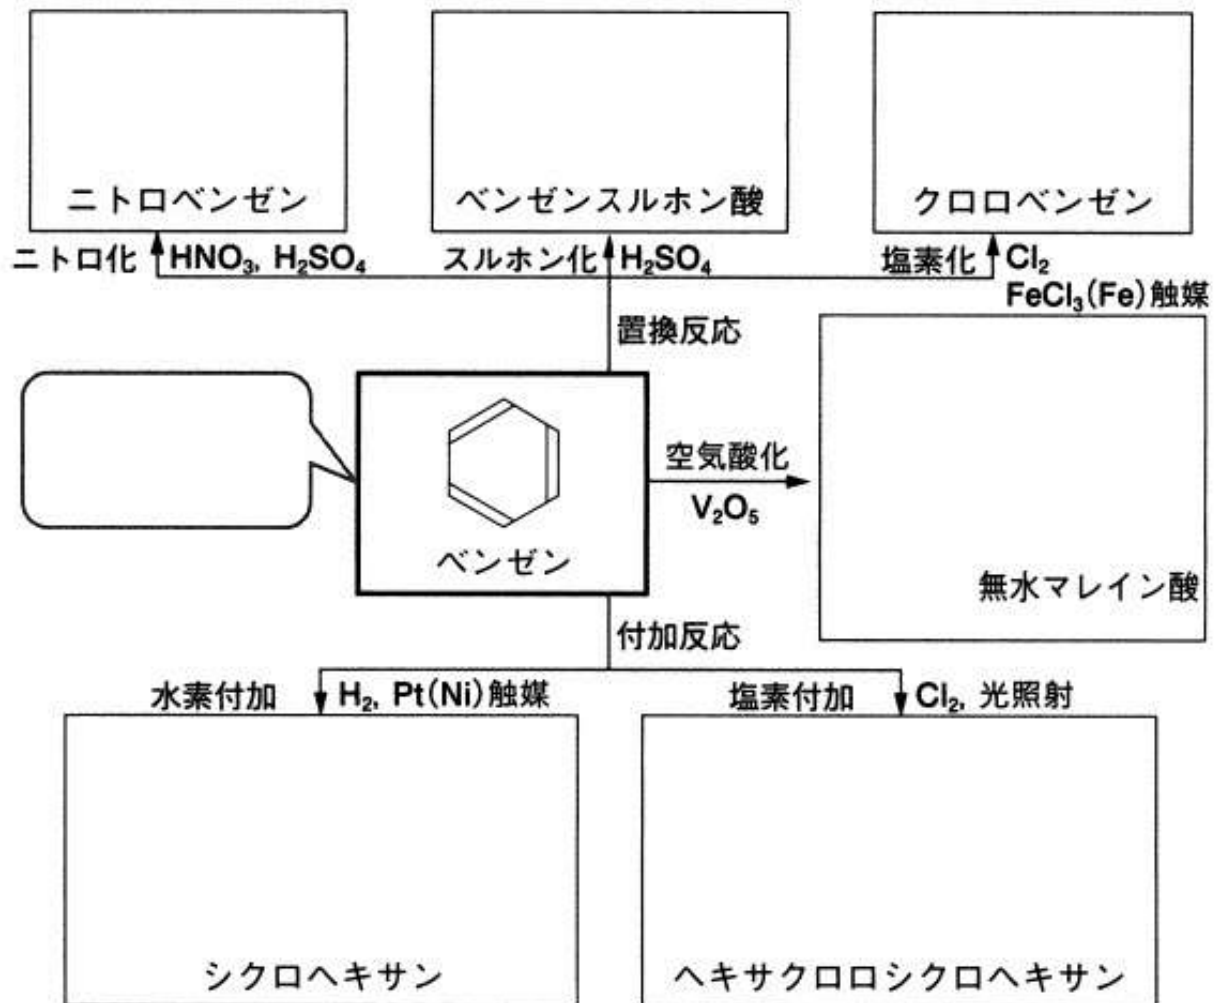 ニトロベンゼン
ベンゼンスルホン酸
クロロベンゼン
ニトロ化 HNO₃, H₂SO₄
スルホン化 H₂SO₄
塩素化 Cl₂
FeCl₃(Fe)触媒
置換反応
ベンゼン
空気酸化
V₂O₅
無水マレイン酸
付加反応
水素付加 H₂, Pt(Ni)触媒
塩素付加 Cl₂, 光照射
シクロヘキサン
ヘキサクロロシクロヘキサン